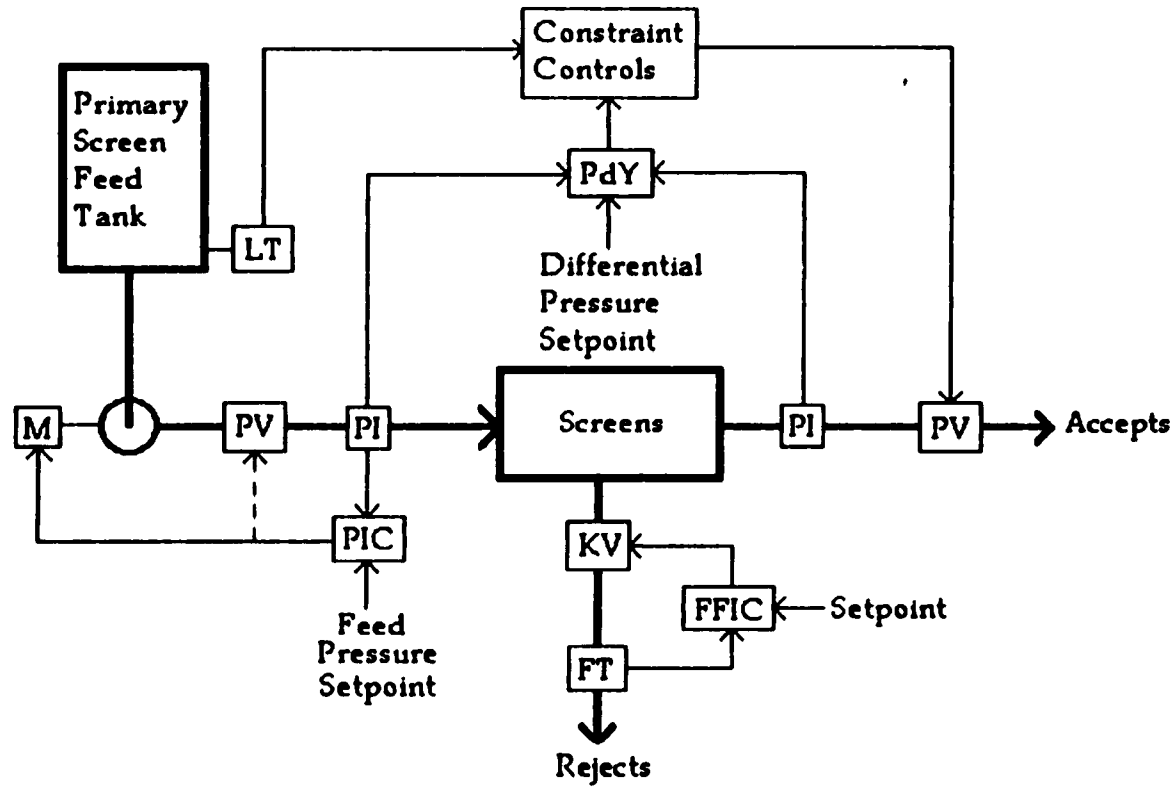 Constraint
Controls
Primary
Screen
Feed
Tank
PdY
LT
Differential
Pressure
Setpoint
M
PV
PI
Screens
PI
PV
Accepts
PIC
KV
FFIC
Setpoint
Feed
Pressure
Setpoint
FT
Rejects